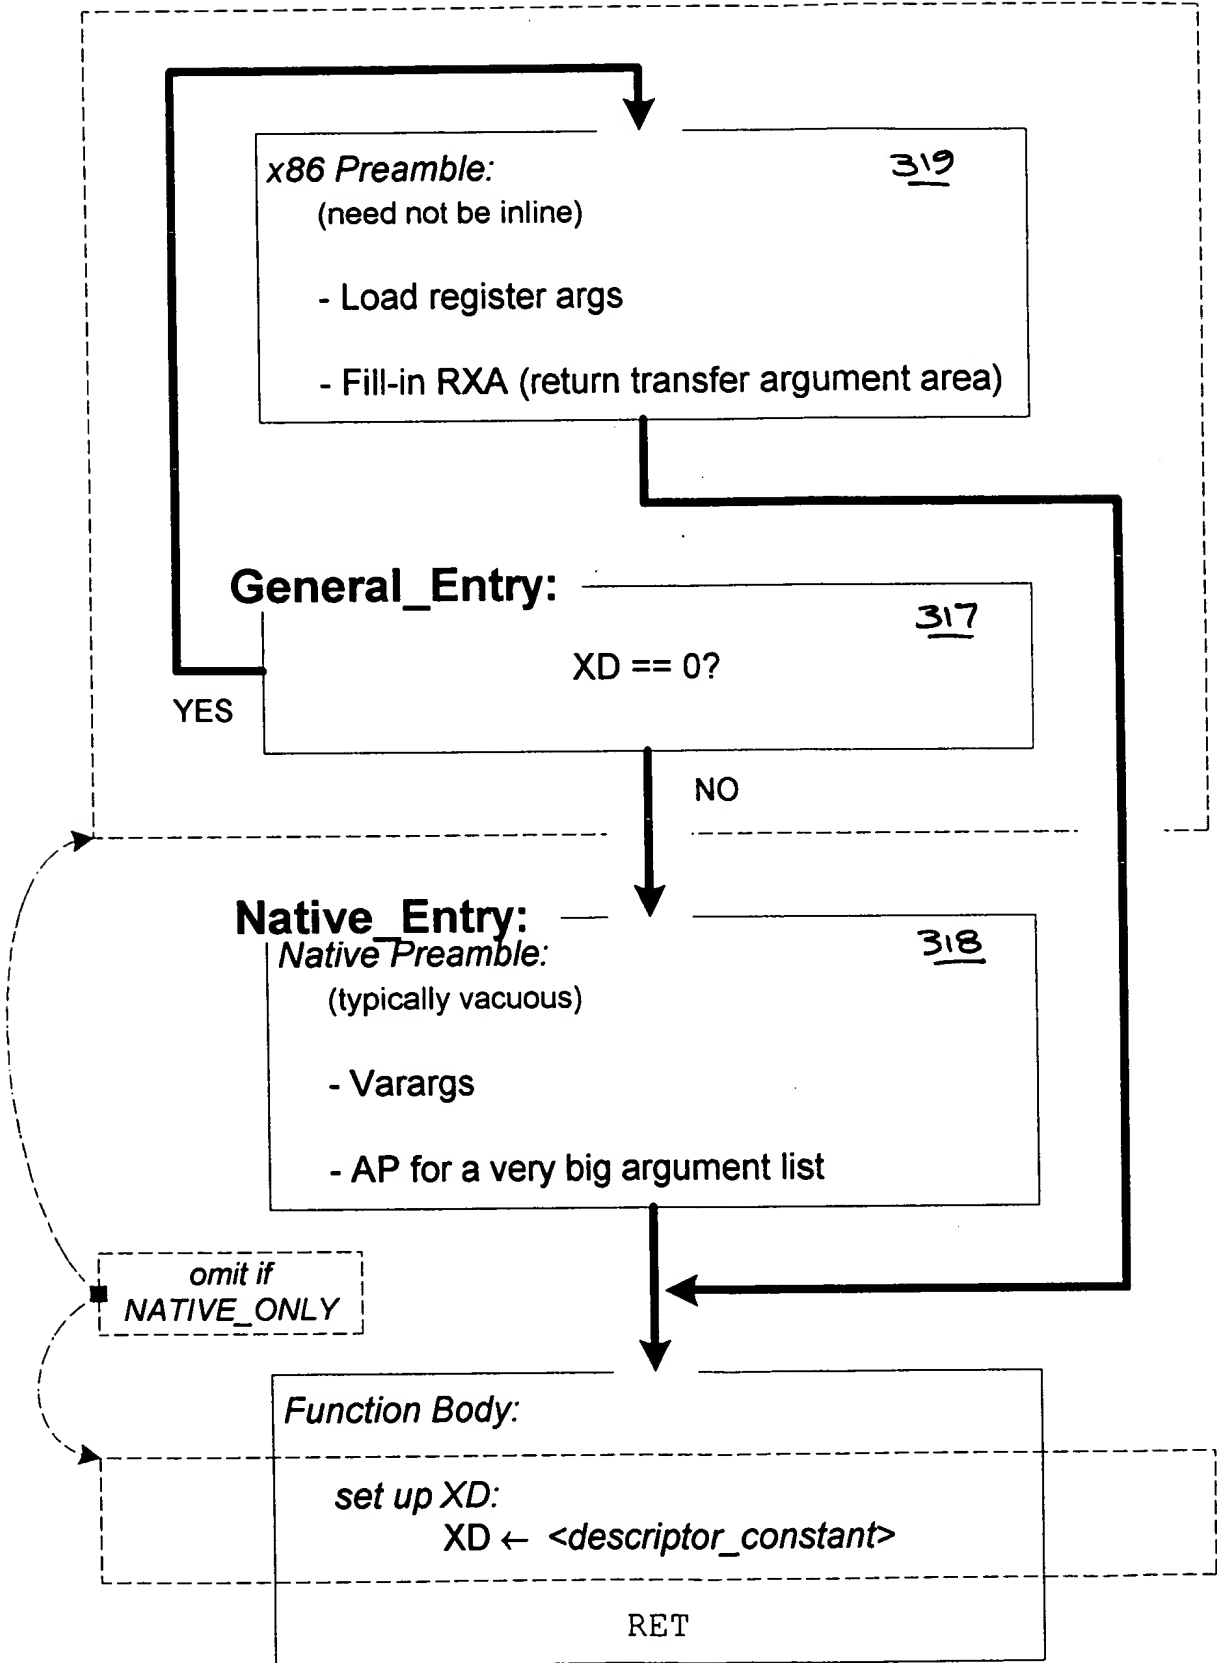 x86 Preamble: 319
(need not be inline)
- Load register args
- Fill-in RXA (return transfer argument area)
General_Entry:
317
XD == 0?
YES
NO
Native_Entry:
Native Preamble: 318
(typically vacuous)
- Varargs
- AP for a very big argument list
omit if
NATIVE_ONLY
Function Body:
set up XD:
XD ← <descriptor_constant>
RET